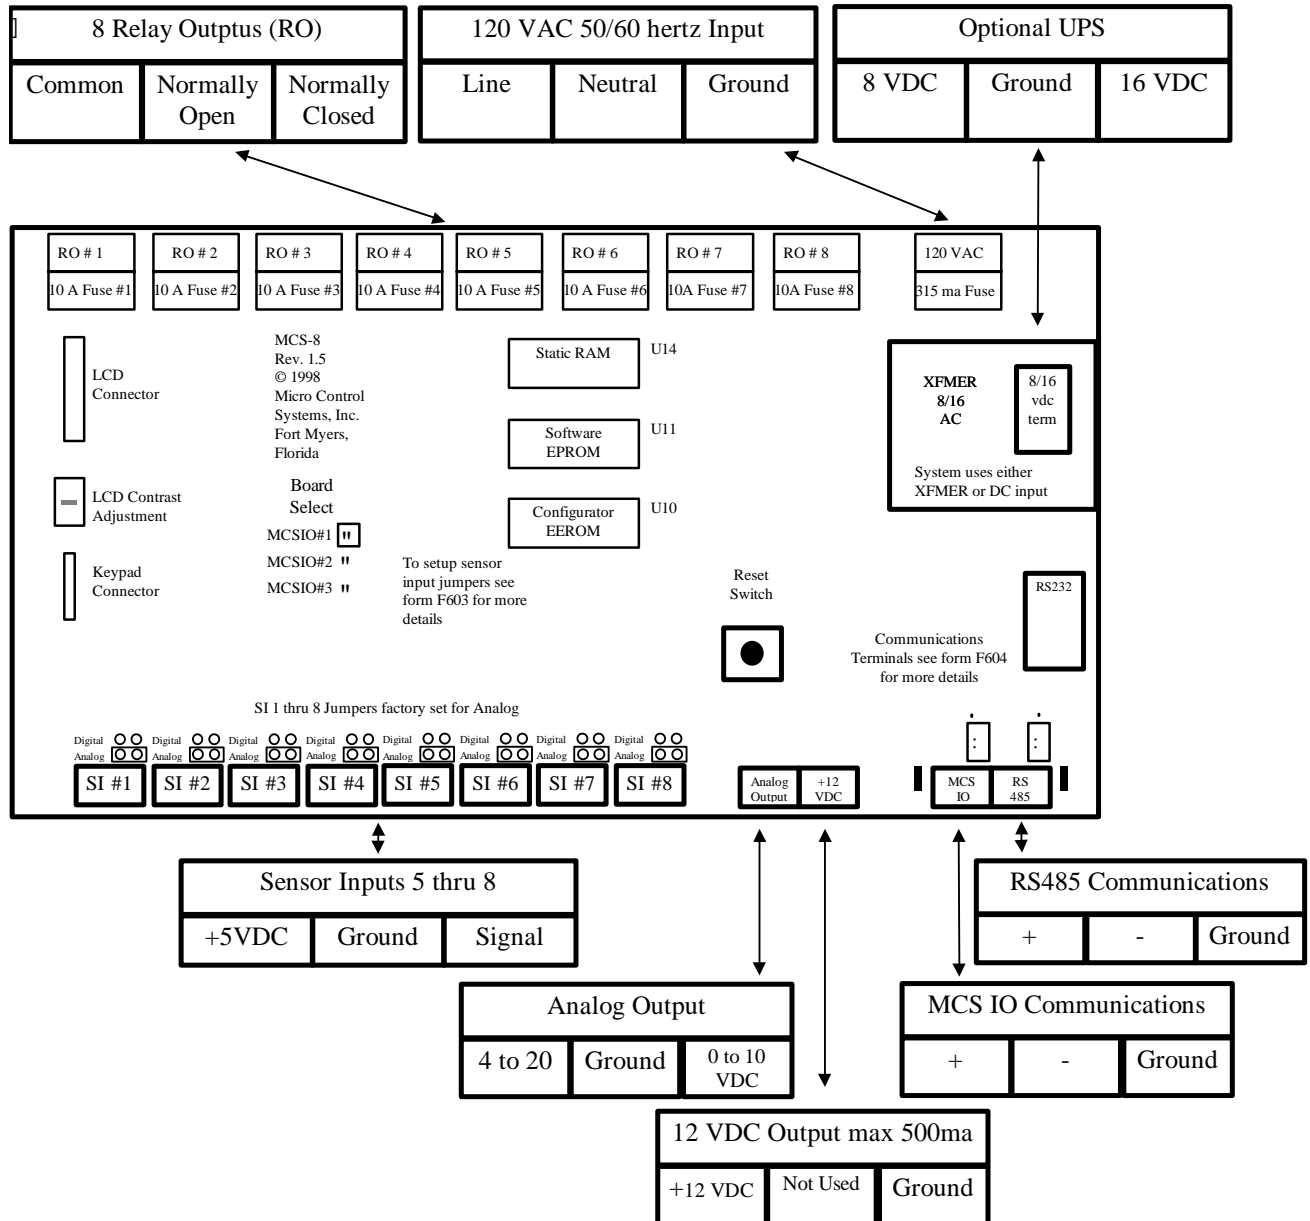 8 Relay Outptus (RO)
Common
Normally
Open
Normally
Closed
120 VAC 50/60 hertz Input
Line
Neutral
Ground
Optional UPS
8 VDC
Ground
16 VDC
RO # 1
RO # 2
RO # 3
RO # 4
RO # 5
RO # 6
RO # 7
RO # 8
120 VAC
10 A Fuse #1
10 A Fuse #2
10 A Fuse #3
10 A Fuse #4
10 A Fuse #5
10 A Fuse #6
10A Fuse #7
10A Fuse #8
315 ma Fuse
LCD
Connector
LCD Contrast
Adjustment
Keypad
Connector
MCS-8
Rev. 1.5
© 1998
Micro Control
Systems, Inc.
Fort Myers,
Florida
Board
Select
MCSIO#1 "
MCSIO#2 "
MCSIO#3 "
Static RAM
U14
Software
EPROM
U11
Configurator
EEROM
U10
To setup sensor
input jumpers see
form F603 for more
details
XFMER
8/16
AC
8/16
vdc
term
System uses either
XFMER or DC input
Reset
Switch
RS232
Communications
Terminals see form F604
for more details
SI 1 thru 8 Jumpers factory set for Analog
Digital
Analog
Digital
Analog
Digital
Analog
Digital
Analog
Digital
Analog
Digital
Analog
Digital
Analog
Digital
Analog
SI #1
SI #2
SI #3
SI #4
SI #5
SI #6
SI #7
SI #8
Analog
Output
+12
VDC
MCS
IO
RS
485
Sensor Inputs 5 thru 8
+5VDC
Ground
Signal
RS485 Communications
+
-
Ground
Analog Output
4 to 20
Ground
0 to 10
VDC
MCS IO Communications
+
-
Ground
12 VDC Output max 500ma
+12 VDC
Not Used
Ground